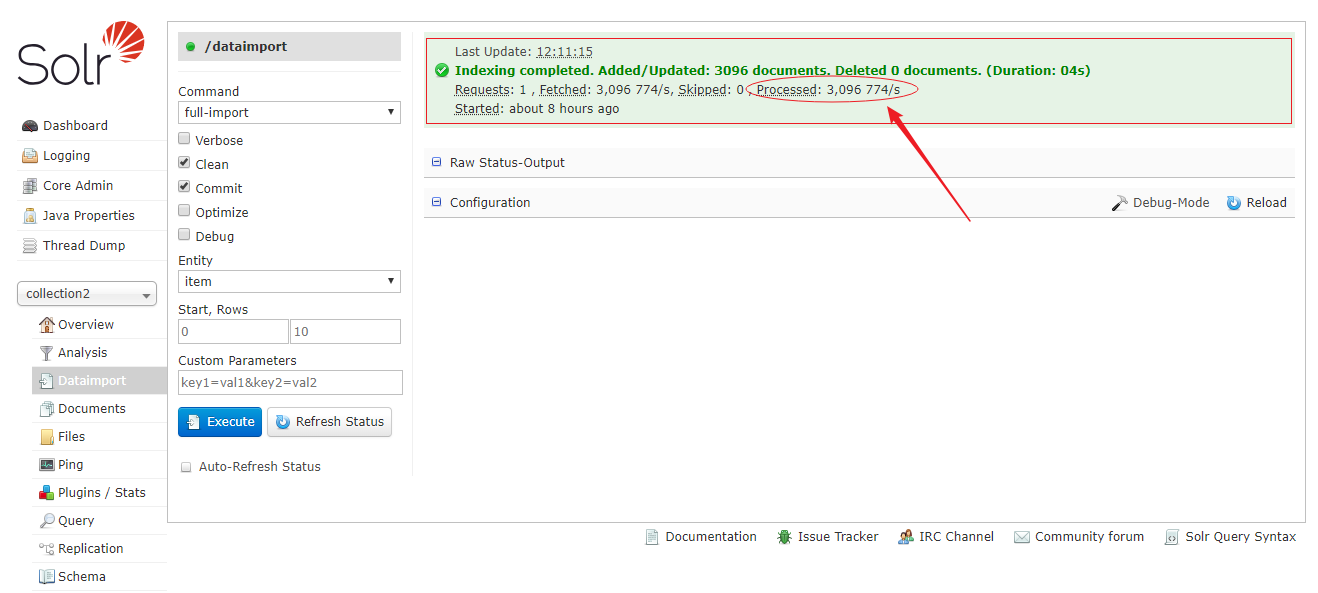 Solr
Dashboard
Logging
Core Admin
Java Properties
Thread Dump
collection2
Overview
Analysis
Dataimport
Documents
Files
Ping
Plugins / Stats
Query
Replication
Schema
/dataimport
Command
full-import
Verbose
Clean
Commit
Optimize
Debug
Entity
item
Start, Rows
0 10
Custom Parameters
key1=val1&key2=val2
Execute Refresh Status
Auto-Refresh Status
Last Update: 12:11:15
Indexing completed. Added/Updated: 3096 documents. Deleted 0 documents. (Duration: 04s)
Requests: 1 , Fetched: 3,096 774/s, Skipped: 0 , Processed: 3,096 774/s
Started: about 8 hours ago
Raw Status-Output
Configuration Debug-Mode Reload
Documentation Issue Tracker IRC Channel Community forum Solr Query Syntax